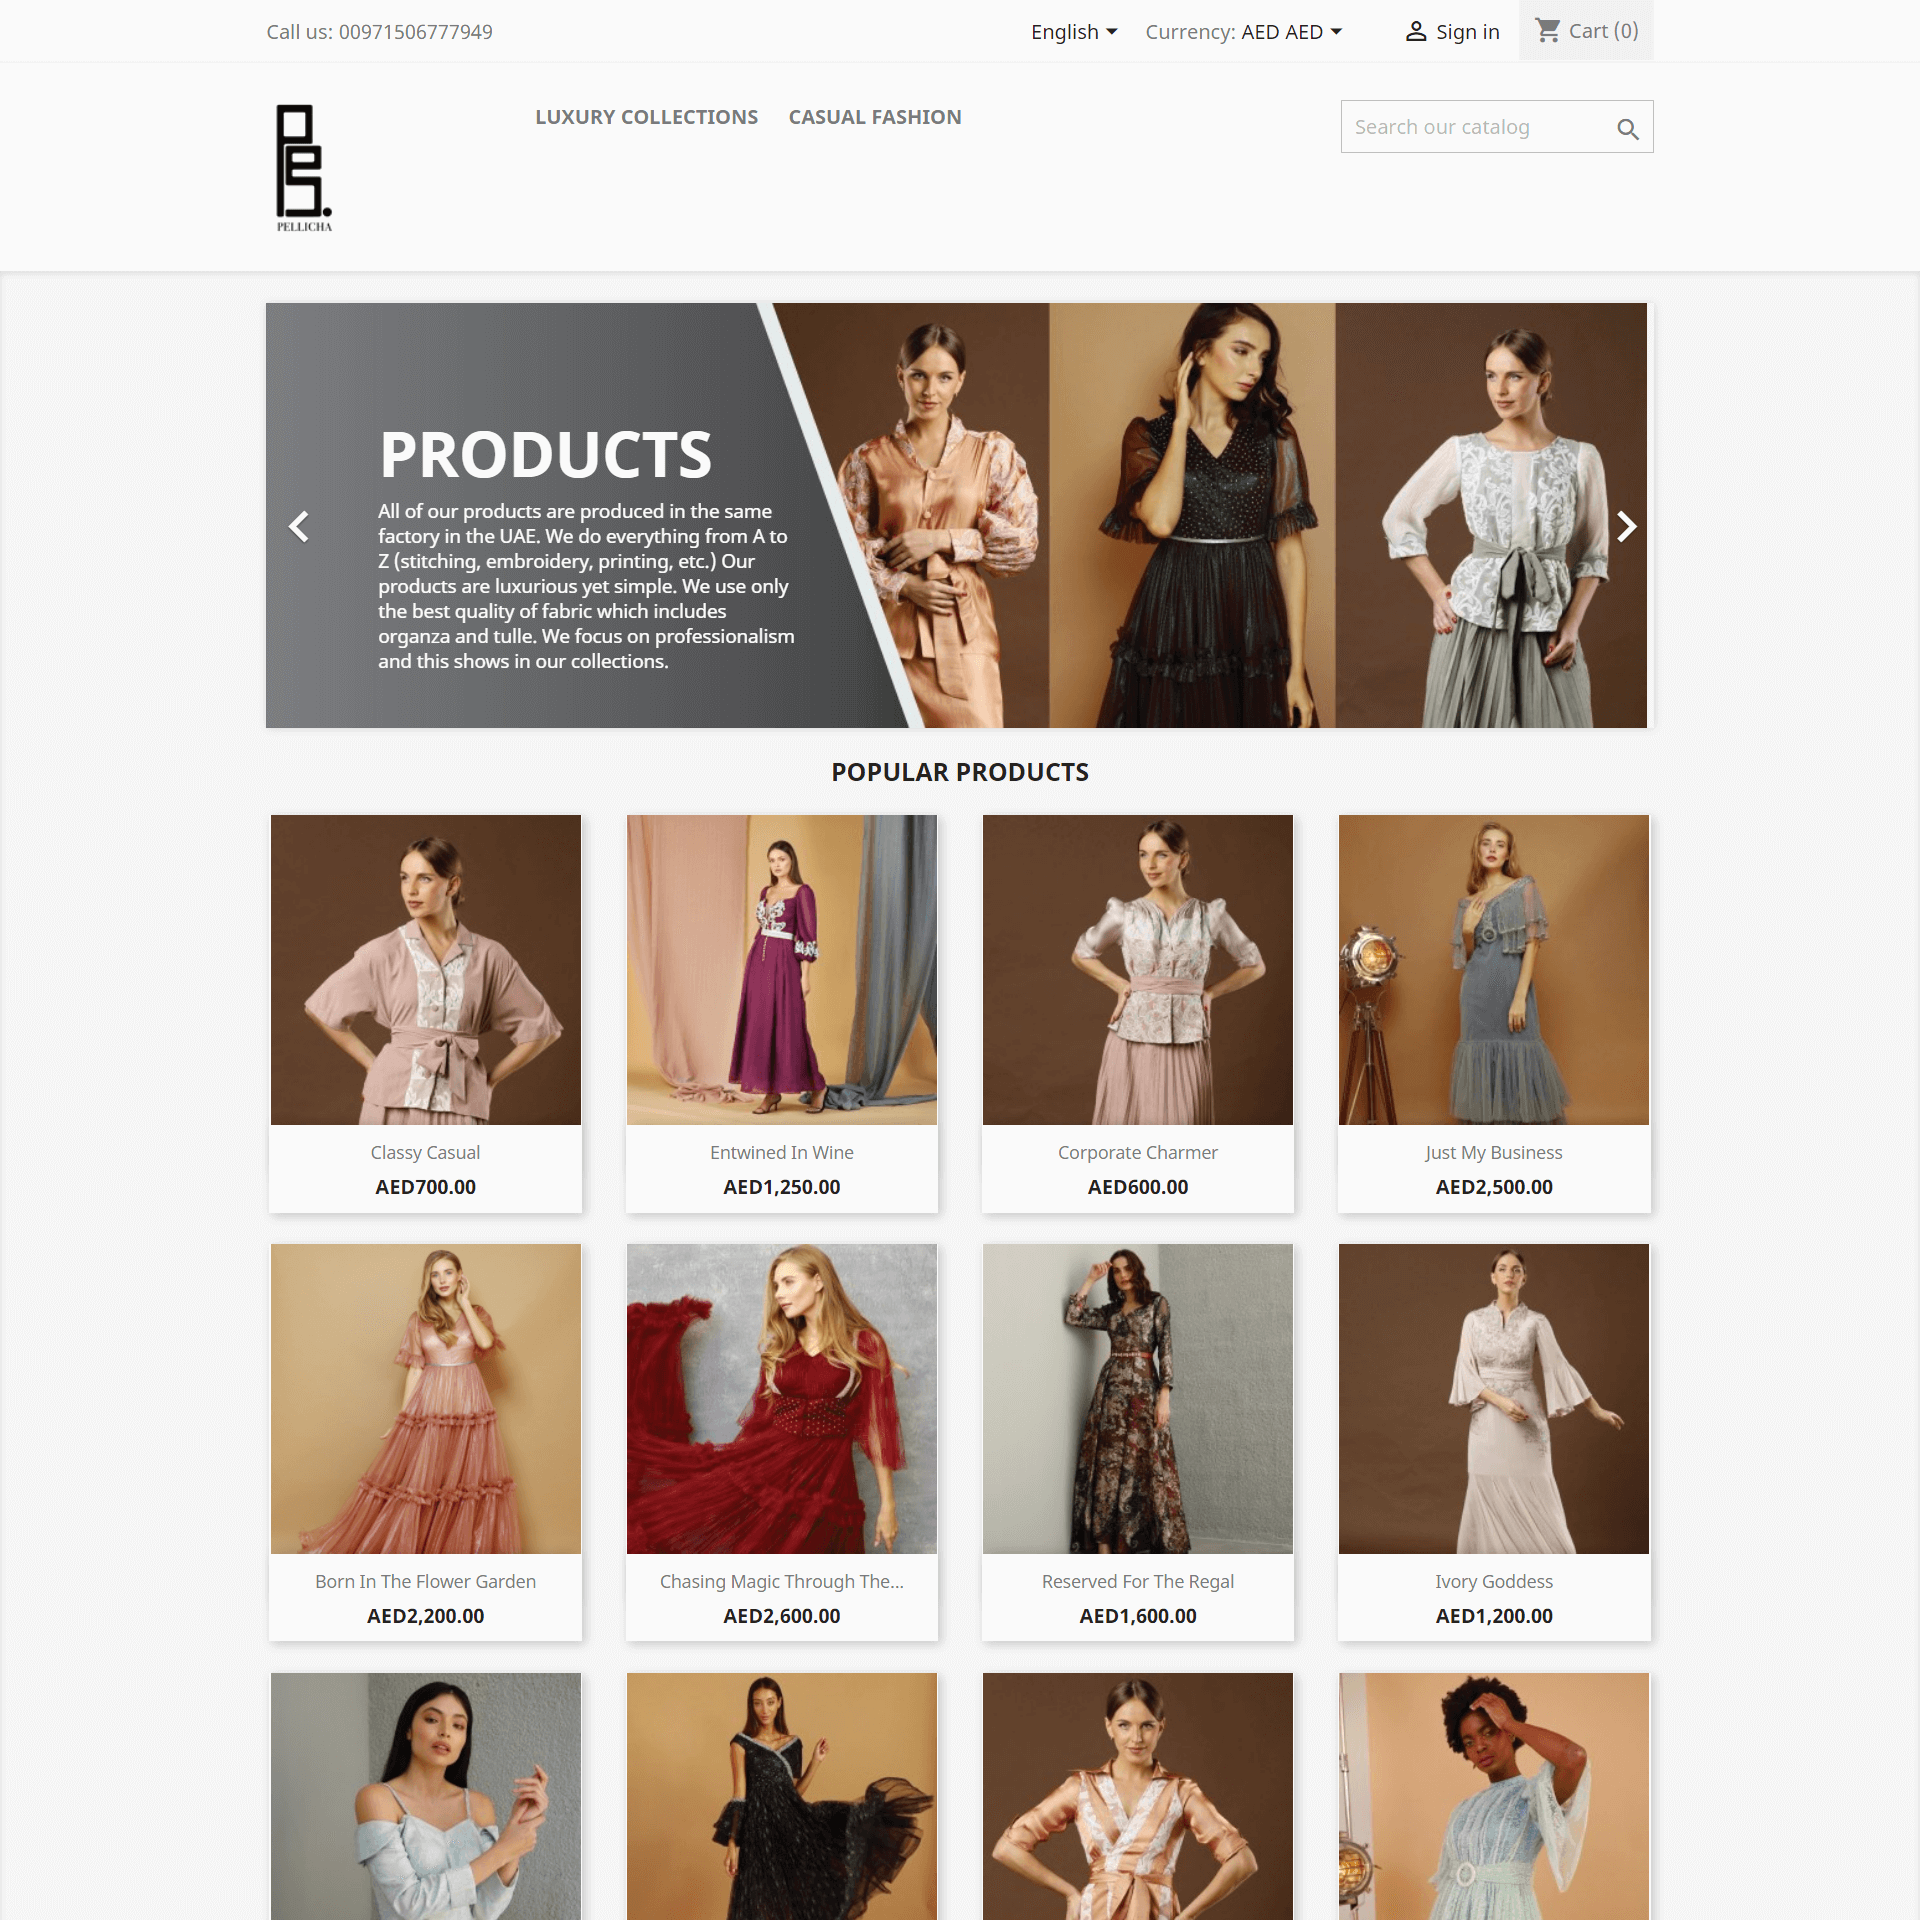 Call us: 00971506777949
English
Currency: AED AED
Sign in
Cart (0)
PELLICHA
LUXURY COLLECTIONS
CASUAL FASHION
Search our catalog
PRODUCTS
All of our products are produced in the same
factory in the UAE. We do everything from A to
Z (stitching, embroidery, printing, etc.) Our
products are luxurious yet simple. We use only
the best quality of fabric which includes
organza and tulle. We focus on professionalism
and this shows in our collections.
POPULAR PRODUCTS
Classy Casual
AED700.00
Entwined In Wine
AED1,250.00
Corporate Charmer
AED600.00
Just My Business
AED2,500.00
Born In The Flower Garden
AED2,200.00
Chasing Magic Through The...
AED2,600.00
Reserved For The Regal
AED1,600.00
Ivory Goddess
AED1,200.00